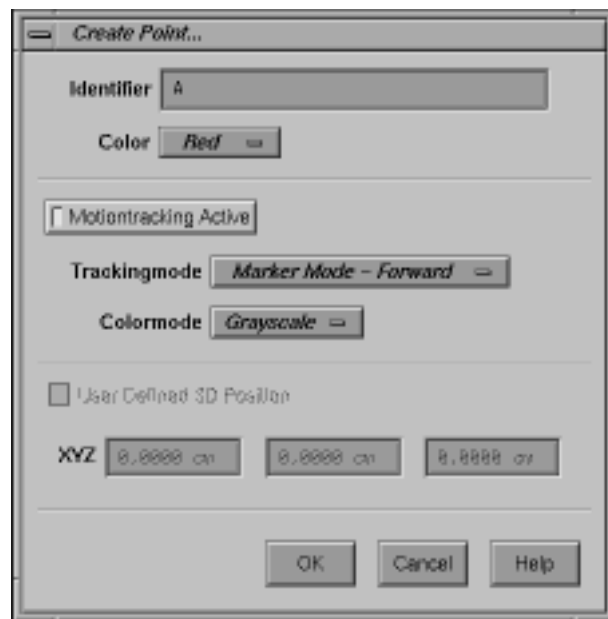 Create Point...
Identifier A
Color Red
Motiontracking Active
Trackingmode Marker Mode - Forward
Colormode Grayscale
User Defined 3D Position
XYZ 0.0000 cm 0.0000 cm 0.0000 cm
OK Cancel Help